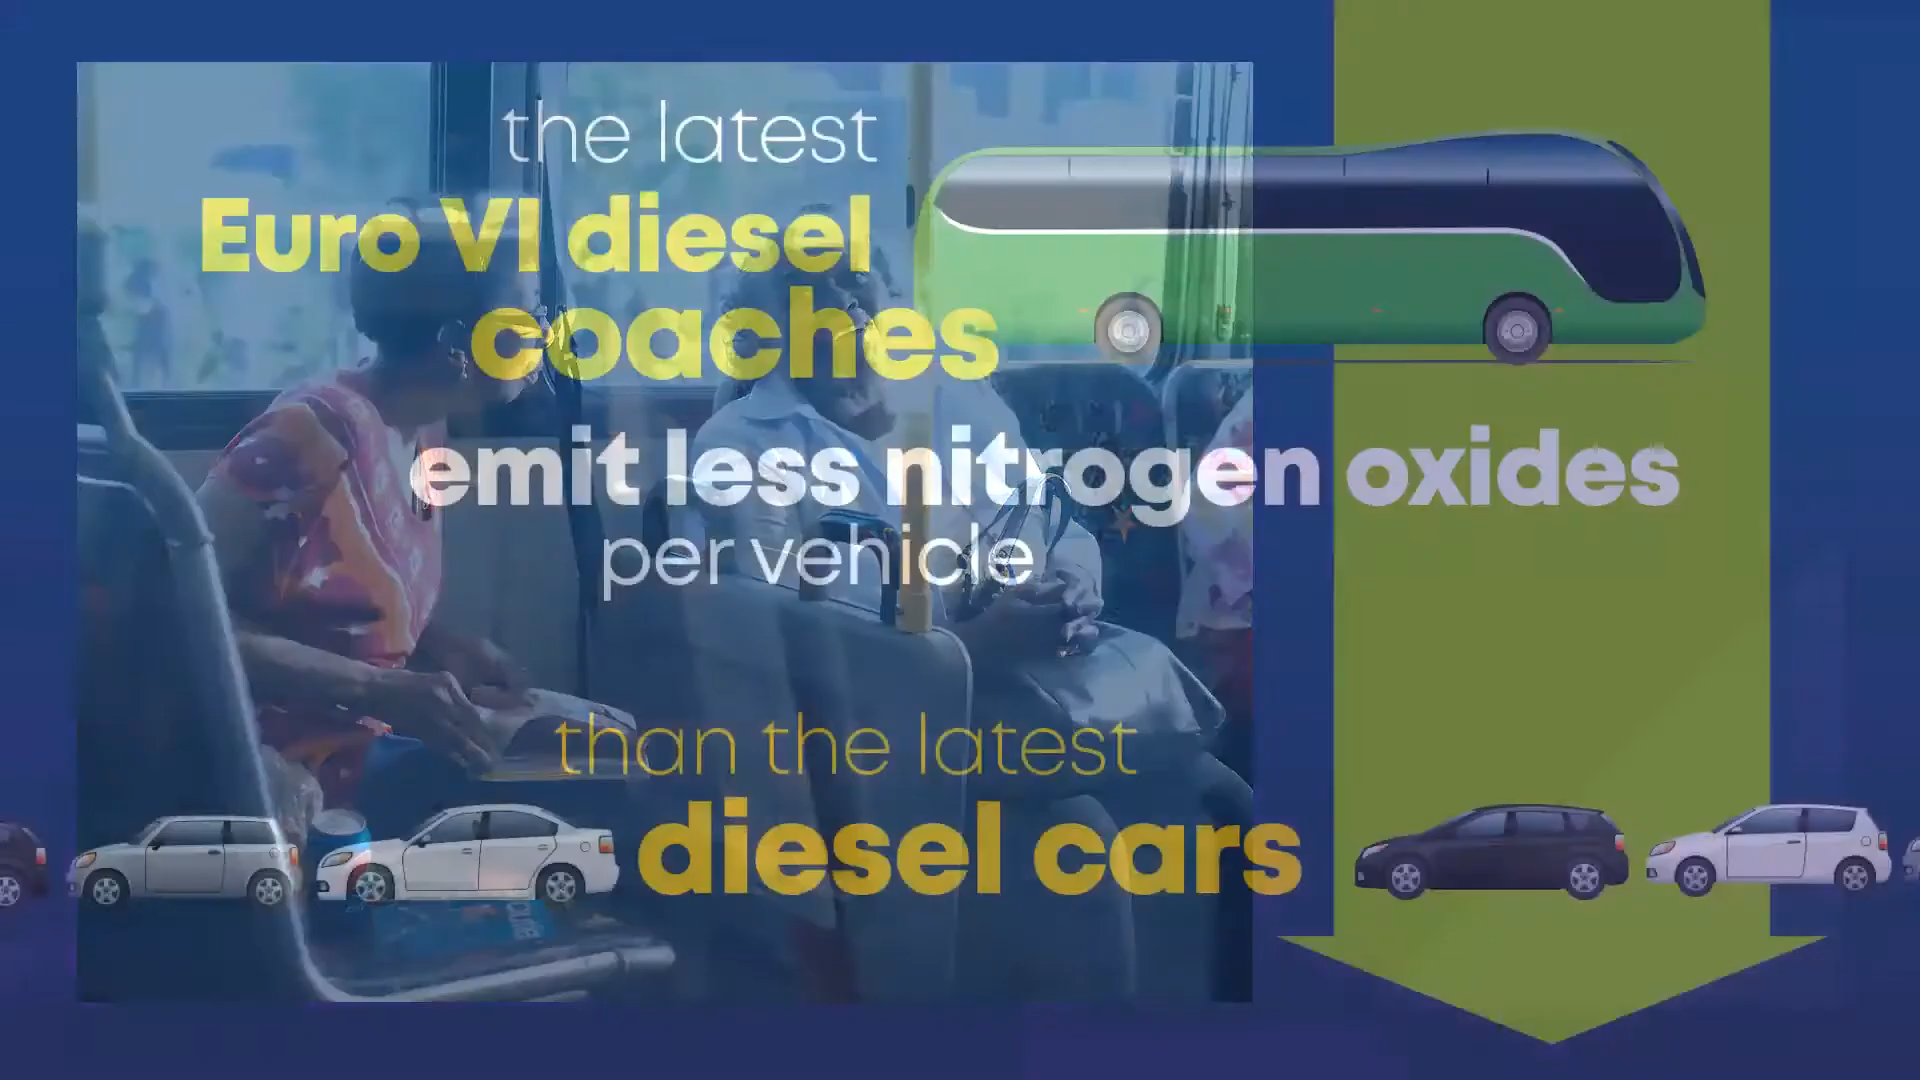 the latest
Euro VI diesel
coaches
emit less nitrogen oxides
per vehicle
than the latest
diesel cars